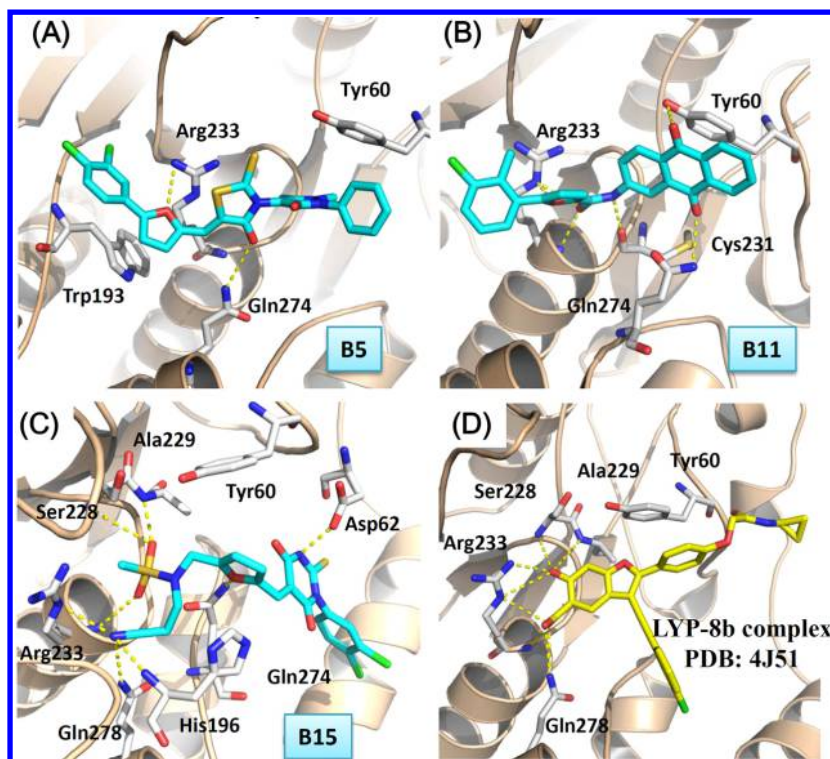 (A)
Tyr60
Arg233
Trp193
Gln274
B5
(B)
Tyr60
Arg233
Cys231
Gln274
B11
(C)
Ala229
Ser228
Tyr60
Asp62
Arg233
Gln274
Gln278
His196
B15
(D)
Ala229
Tyr60
Ser228
Arg233
LYP-8b complex
PDB: 4J51
Gln278